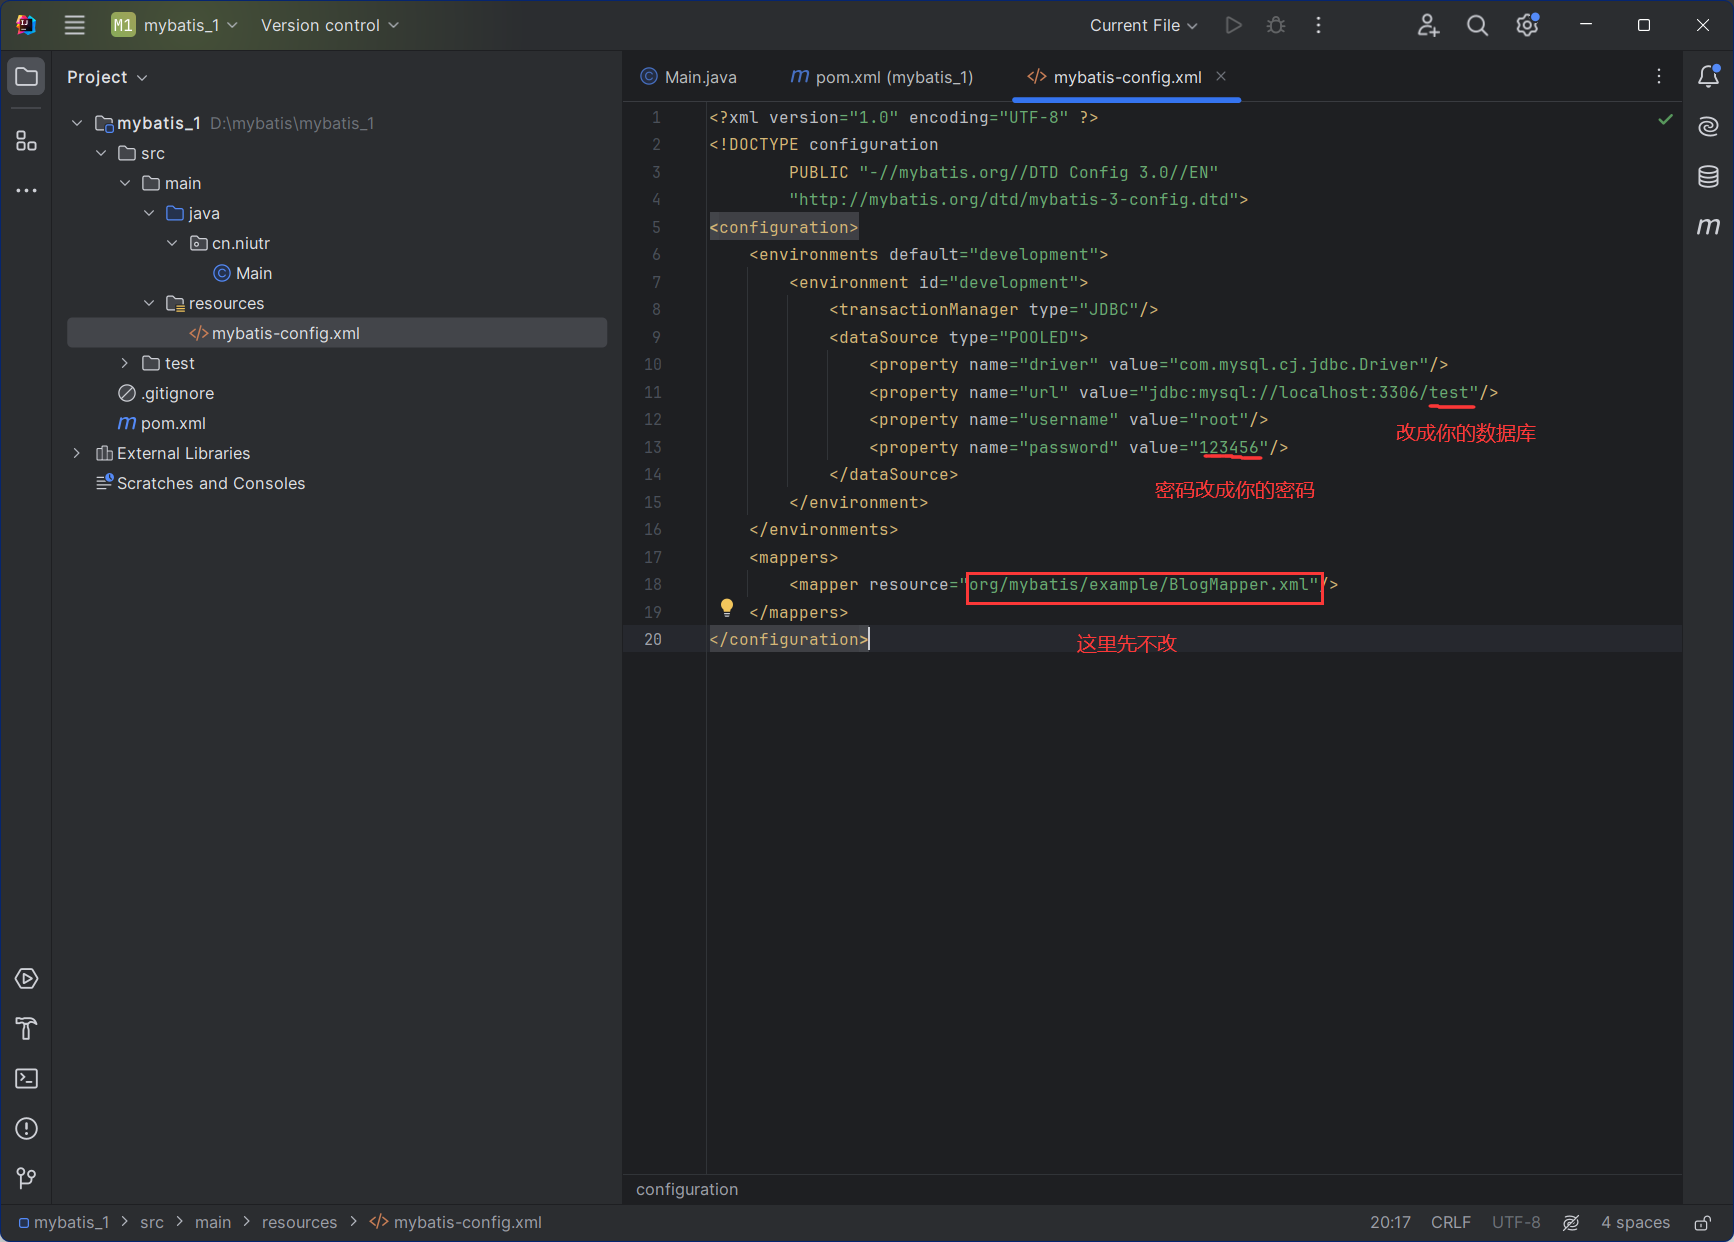 M1 mybatis_1 Version control Current File
Project
mybatis_1 D:\mybatis\mybatis_1
src
main
java
cn.niutr
Main
resources
mybatis-config.xml
test
.gitignore
pom.xml
External Libraries
Scratches and Consoles
Main.java pom.xml (mybatis_1) mybatis-config.xml
1 <?xml version="1.0" encoding="UTF-8" ?>
2 <!DOCTYPE configuration
3 PUBLIC "-//mybatis.org//DTD Config 3.0//EN"
4 "http://mybatis.org/dtd/mybatis-3-config.dtd">
5 <configuration>
6 <environments default="development">
7 <environment id="development">
8 <transactionManager type="JDBC"/>
9 <dataSource type="POOLED">
10 <property name="driver" value="com.mysql.cj.jdbc.Driver"/>
11 <property name="url" value="jdbc:mysql://localhost:3306/test"/>
12 <property name="username" value="root"/>
改成你的数据库
13 <property name="password" value="123456"/>
14 </dataSource>
密码改成你的密码
15 </environment>
16 </environments>
17 <mappers>
18 <mapper resource="org/mybatis/example/BlogMapper.xml"/>
19 </mappers>
20 </configuration>
这里先不改
configuration
mybatis_1 > src > main > resources > mybatis-config.xml 20:17 CRLF UTF-8 4 spaces